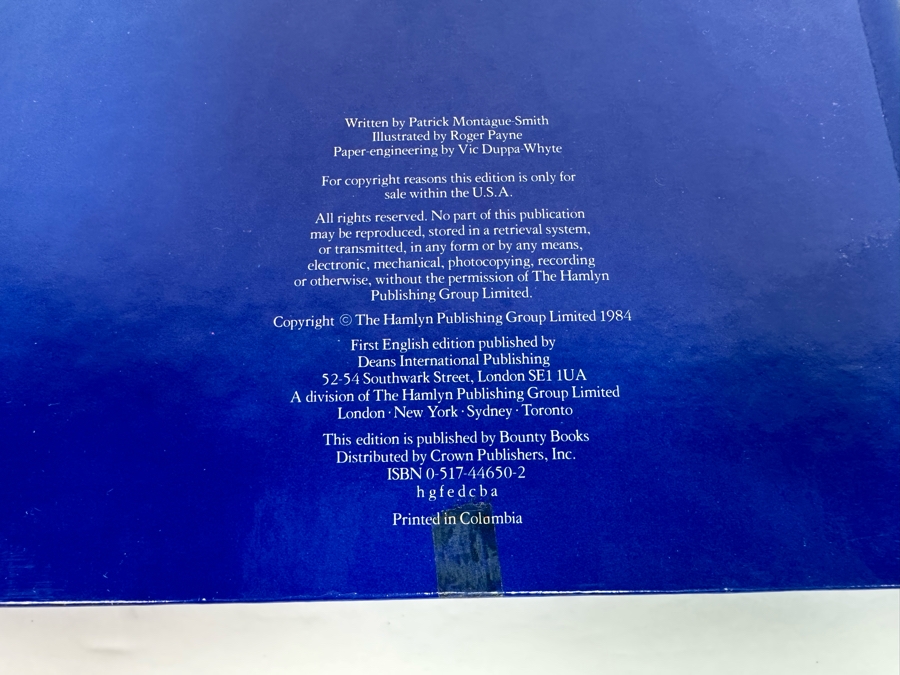 Written by Patrick Montague-Smith
Illustrated by Roger Payne
Paper-engineering by Vic Duppa-Whyte
For copyright reasons this edition is only for
sale within the U.S.A.
All rights reserved. No part of this publication
may be reproduced, stored in a retrieval system,
or transmitted, in any form or by any means,
electronic, mechanical, photocopying, recording
or otherwise, without the permission of The Hamlyn
Publishing Group Limited.
Copyright © The Hamlyn Publishing Group Limited 1984
First English edition published by
Deans International Publishing
52-54 Southwark Street, London SE1 1UA
A division of The Hamlyn Publishing Group Limited
London · New York · Sydney · Toronto
This edition is published by Bounty Books
Distributed by Crown Publishers, Inc.
ISBN 0-517-44650-2
h g f e d c b a
Printed in Colombia